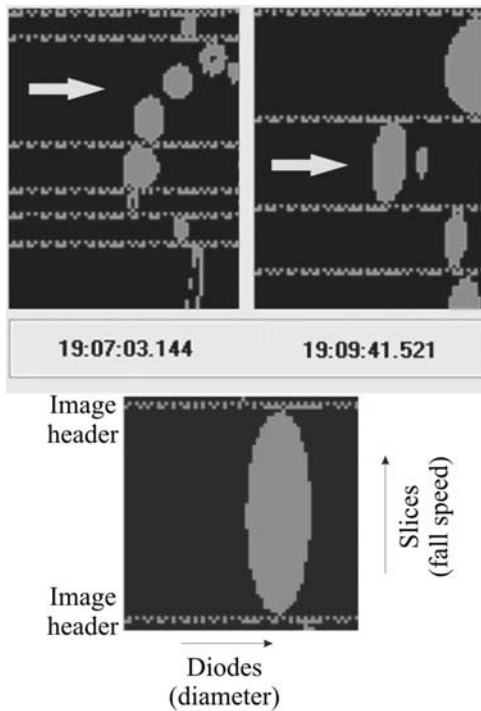 19:07:03.144
19:09:41.521
Image
header
Image
header
Slices
(fall speed)
Diodes
(diameter)